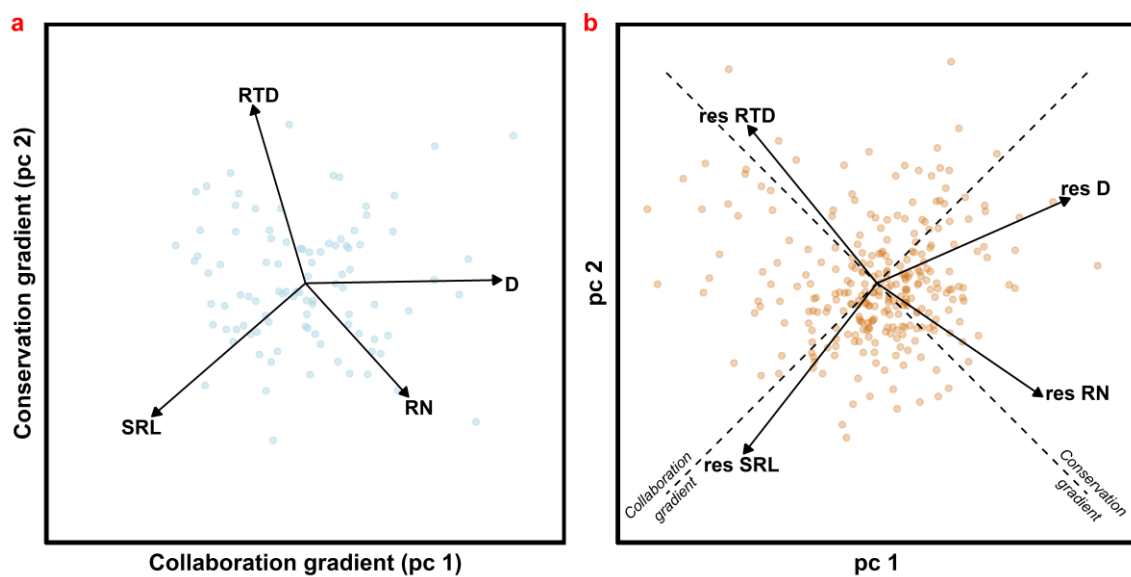 a
RTD
D
RN
SRL
Conservation gradient (pc 2)
Collaboration gradient (pc 1)
b
res RTD
res D
res RN
res SRL
Collaboration
gradient
Conservation
gradient
pc 2
pc 1